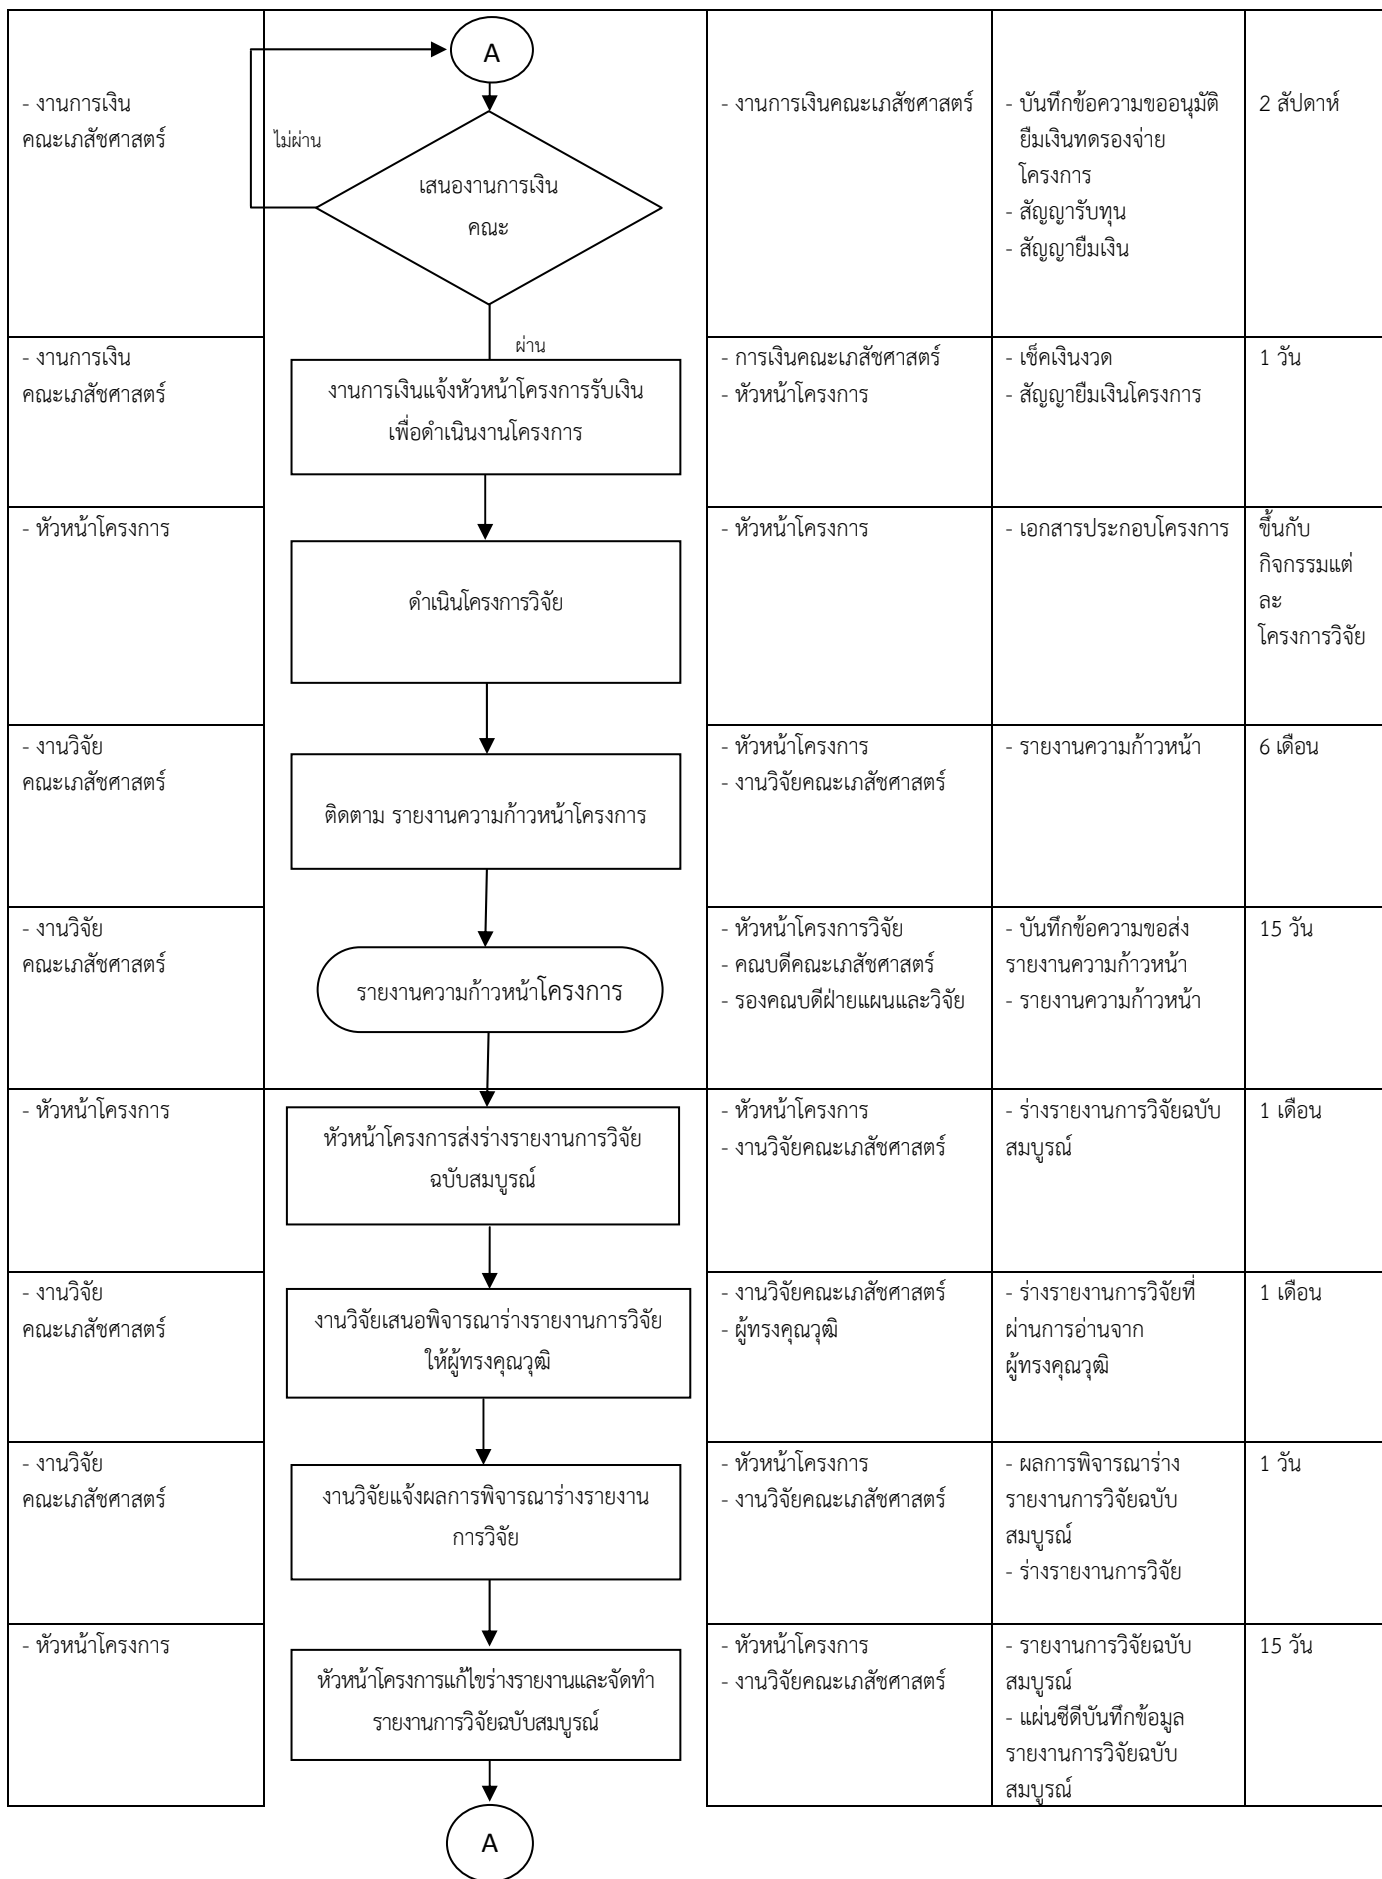 A
- งานการเงิน
คณะเภสัชศาสตร์
ไม่ผ่าน
เสนองานการเงิน
คณะ
- งานการเงินคณะเภสัชศาสตร์
- บันทึกข้อความขออนุมัติ
ยืมเงินทดรองจ่าย
โครงการ
- สัญญารับทุน
- สัญญายืมเงิน
2 สัปดาห์
ผ่าน
- งานการเงิน
คณะเภสัชศาสตร์
งานการเงินแจ้งหัวหน้าโครงการรับเงิน
เพื่อดำเนินงานโครงการ
- การเงินคณะเภสัชศาสตร์
- หัวหน้าโครงการ
- เช็คเงินงวด
- สัญญายืมเงินโครงการ
1 วัน
- หัวหน้าโครงการ
ดำเนินโครงการวิจัย
- หัวหน้าโครงการ
- เอกสารประกอบโครงการ
ขึ้นกับ
กิจกรรมแต่
ละ
โครงการวิจัย
- งานวิจัย
คณะเภสัชศาสตร์
ติดตาม รายงานความก้าวหน้าโครงการ
- หัวหน้าโครงการ
- งานวิจัยคณะเภสัชศาสตร์
- รายงานความก้าวหน้า
6 เดือน
- งานวิจัย
คณะเภสัชศาสตร์
รายงานความก้าวหน้าโครงการ
- หัวหน้าโครงการวิจัย
- คณบดีคณะเภสัชศาสตร์
- รองคณบดีฝ่ายแผนและวิจัย
- บันทึกข้อความขอส่ง
รายงานความก้าวหน้า
- รายงานความก้าวหน้า
15 วัน
- หัวหน้าโครงการ
หัวหน้าโครงการส่งร่างรายงานการวิจัย
ฉบับสมบูรณ์
- หัวหน้าโครงการ
- งานวิจัยคณะเภสัชศาสตร์
- ร่างรายงานการวิจัยฉบับ
สมบูรณ์
1 เดือน
- งานวิจัย
คณะเภสัชศาสตร์
งานวิจัยเสนอพิจารณาร่างรายงานการวิจัย
ให้ผู้ทรงคุณวุฒิ
- งานวิจัยคณะเภสัชศาสตร์
- ผู้ทรงคุณวุฒิ
- ร่างรายงานการวิจัยที่
ผ่านการอ่านจาก
ผู้ทรงคุณวุฒิ
1 เดือน
- งานวิจัย
คณะเภสัชศาสตร์
งานวิจัยแจ้งผลการพิจารณาร่างรายงาน
การวิจัย
- หัวหน้าโครงการ
- งานวิจัยคณะเภสัชศาสตร์
- ผลการพิจารณาร่าง
รายงานการวิจัยฉบับ
สมบูรณ์
- ร่างรายงานการวิจัย
1 วัน
- หัวหน้าโครงการ
หัวหน้าโครงการแก้ไขร่างรายงานและจัดทำ
รายงานการวิจัยฉบับสมบูรณ์
- หัวหน้าโครงการ
- งานวิจัยคณะเภสัชศาสตร์
- รายงานการวิจัยฉบับ
สมบูรณ์
- แผ่นซีดีบันทึกข้อมูล
รายงานการวิจัยฉบับ
สมบูรณ์
15 วัน
A